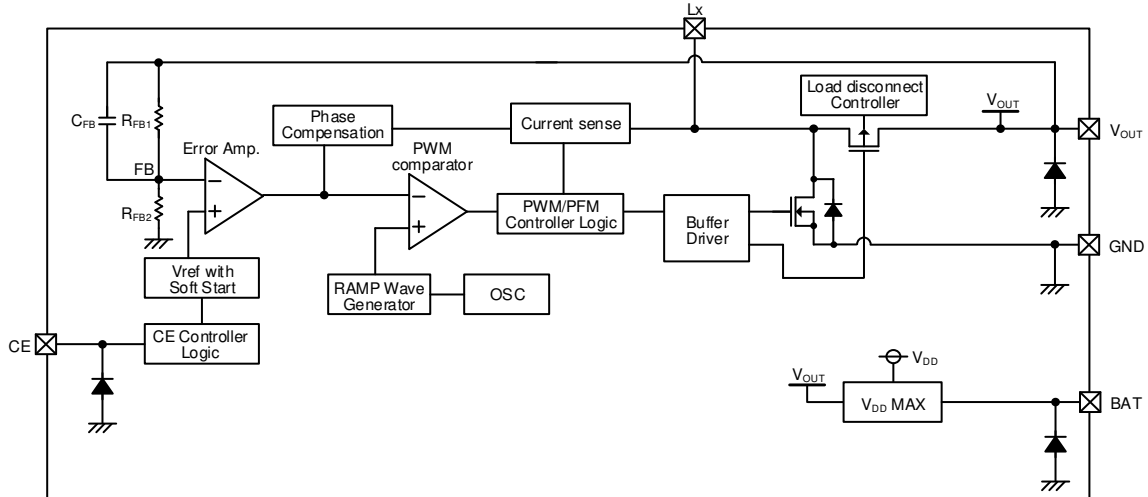 Lx
Load disconnect
Controller
VOUT
VOUT
CFB
RFB1
Phase
Compensation
Current sense
Error Amp.
PWM
comparator
FB
−
+
−
+
RFB2
PWM/PFM
Controller Logic
Buffer
Driver
GND
Vref with
Soft Start
RAMP Wave
Generator
OSC
CE
CE Controller
Logic
VDD
VOUT
VDD MAX
BAT